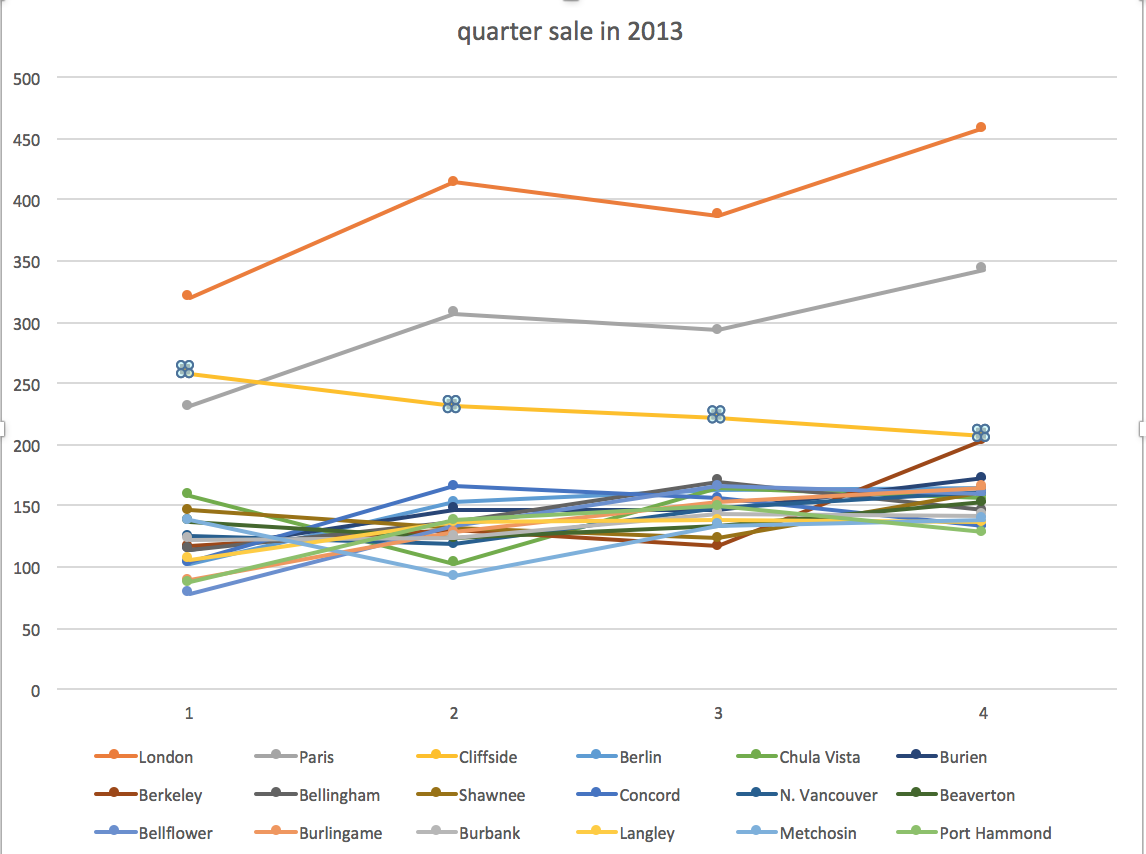 quarter sale in 2013
500
450
400
350
300
250
200
150
100
50
0
1 2 3 4
London Paris Cliffside Berlin Chula Vista Burien
Berkeley Bellingham Shawnee Concord N. Vancouver Beaverton
Bellflower Burlingame Burbank Langley Metchosin Port Hammond